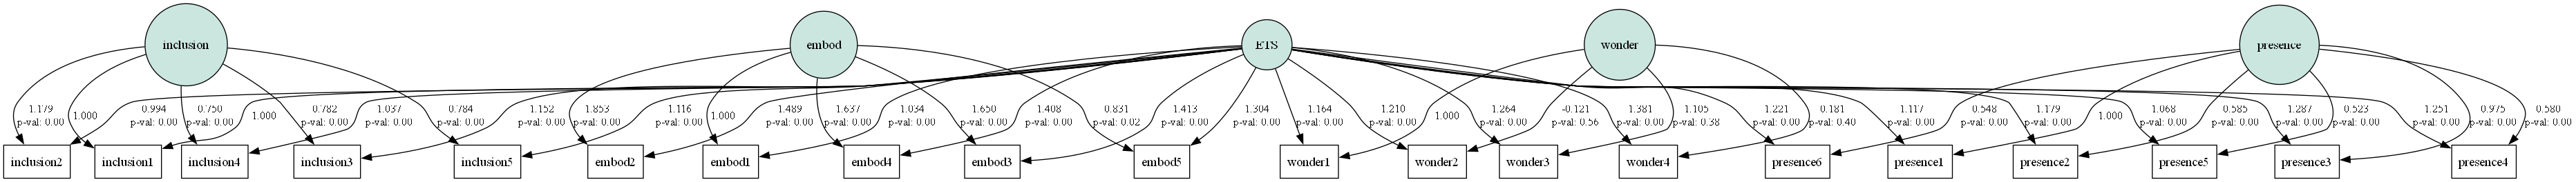 inclusion
embod
ETS
wonder
presence
1.179
p-val: 0.00
1.000
0.994
p-val: 0.00
0.750
p-val: 0.00
1.000
0.782
p-val: 0.00
1.037
p-val: 0.00
0.784
p-val: 0.00
1.152
p-val: 0.00
1.853
p-val: 0.00
1.116
p-val: 0.00
1.000
1.489
p-val: 0.00
1.637
p-val: 0.00
1.034
p-val: 0.00
1.650
p-val: 0.00
1.408
p-val: 0.00
0.831
p-val: 0.02
1.413
p-val: 0.00
1.304
p-val: 0.00
1.164
p-val: 0.00
1.210
p-val: 0.00
1.000
1.264
p-val: 0.00
-0.121
p-val: 0.56
1.381
p-val: 0.00
1.105
p-val: 0.38
1.221
p-val: 0.00
0.181
p-val: 0.40
1.117
p-val: 0.00
0.548
p-val: 0.00
1.179
p-val: 0.00
1.000
1.068
p-val: 0.00
0.585
p-val: 0.00
1.287
p-val: 0.00
0.523
p-val: 0.00
1.251
p-val: 0.00
0.975
p-val: 0.00
0.580
p-val: 0.00
inclusion2
inclusion1
inclusion4
inclusion3
inclusion5
embod2
embod1
embod4
embod3
embod5
wonder1
wonder2
wonder3
wonder4
presence6
presence1
presence2
presence5
presence3
presence4